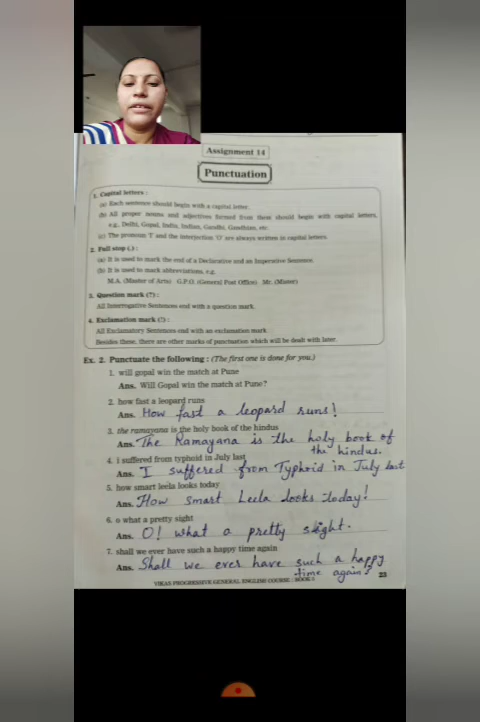 Assignment 14
Punctuation
1. Capital letters :
(a) Each sentence should begin with a capital letter.
(b) All proper nouns and adjectives formed from them should begin with capital letters,
e.g., Delhi, Gopal, India, Indian, Gandhi, Gandhian, etc.
(c) The pronoun 'I' and the interjection 'O' are always written in capital letters.
2. Full stop (.) :
(a) It is used to mark the end of a Declarative and an Imperative Sentence.
(b) It is used to mark abbreviations, e.g.
M.A. (Master of Arts) G.P.O. (General Post Office) Mr. (Mister)
3. Question mark (?) :
All Interrogative Sentences end with a question mark.
4. Exclamation mark (!) :
All Exclamatory Sentences end with an exclamation mark.
Besides these, there are other marks of punctuation which will be dealt with later.
Ex. 2. Punctuate the following : (The first one is done for you.)
1. will gopal win the match at Pune
Ans. Will Gopal win the match at Pune?
2. how fast a leopard runs
Ans. How fast a leopard runs!
3. the ramayana is the holy book of the hindus
Ans. The Ramayana is the holy book of
the hindus.
4. i suffered from typhoid in July last
Ans. I suffered from Typhoid in July last
5. how smart leela looks today
Ans. How smart Leela looks today!
6. o what a pretty sight
Ans. O! what a pretty sight.
7. shall we ever have such a happy time again
Ans. Shall we ever have such a happy
time again?
VIKAS PROGRESSIVE GENERAL ENGLISH COURSE : BOOK-1
23